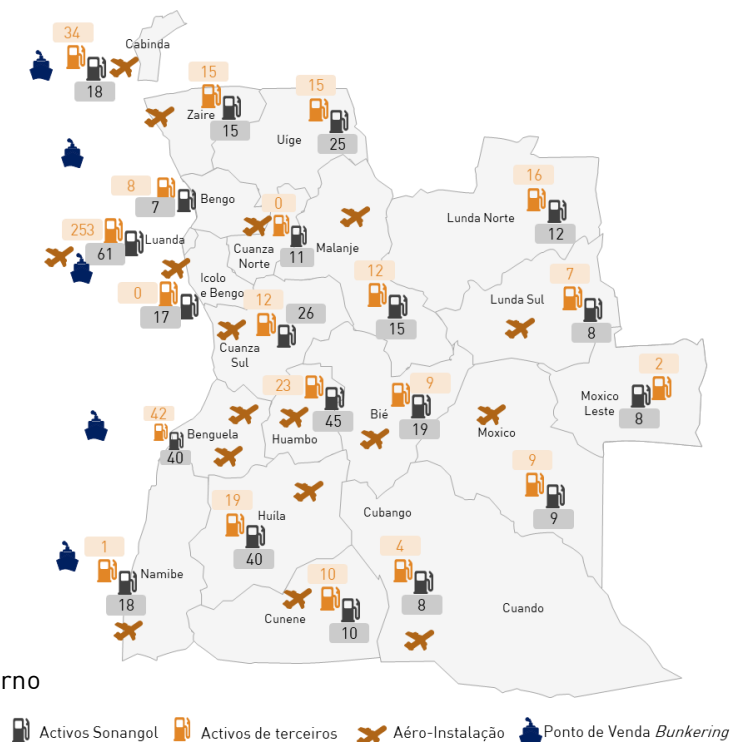 34
Cabinda
18
15
Zaire
15
15
Uíge
25
8
7
Bengo
253
61
Luanda
0
Cuanza
Norte
11
Malanje
16
Lunda Norte
12
0
17
Icolo
e Bengo
12
26
Cuanza
Sul
12
15
7
Lunda Sul
8
2
Moxico
Leste
8
23
45
Huambo
9
Bié
19
Moxico
42
Benguela
40
9
9
19
Huíla
40
Cubango
4
8
1
Namibe
18
10
Cunene
10
Cuando
rno
Activos Sonangol
Activos de terceiros
Aéro-Instalação
Ponto de Venda Bunkering